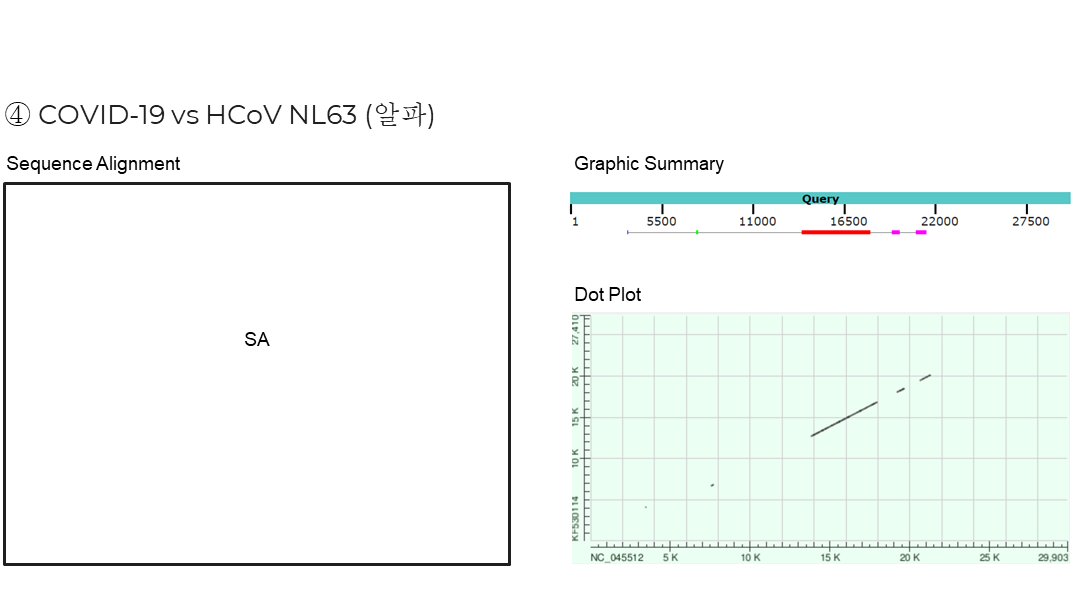 ④ COVID-19 vs HCoV NL63 (알파)
Sequence Alignment
SA
Graphic Summary
Query
1 5500 11000 16500 22000 27500
Dot Plot
27,410
20 K
15 K
10 K
KF530114
NC_045512 5 K 10 K 15 K 20 K 25 K 29,903